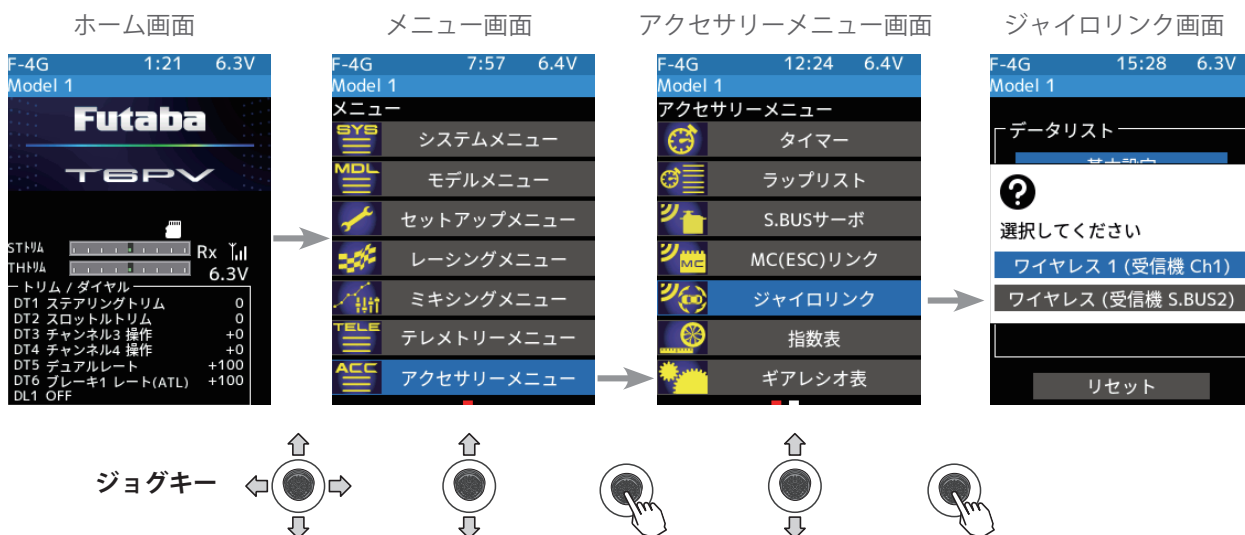 ホーム画面
メニュー画面
アクセサリーメニュー画面
ジャイロリンク画面
F-4G 1:21 6.3V
Model 1
Futaba
T6PV
STトリム
Rx
THトリム
6.3V
トリム / ダイヤル
DT1 ステアリングトリム 0
DT2 スロットルトリム 0
DT3 チャンネル3 操作 +0
DT4 チャンネル4 操作 +0
DT5 デュアルレート +100
DT6 ブレーキ1 レート(ATL) +100
DL1 OFF
F-4G 7:57 6.4V
Model 1
メニュー
SYS システムメニュー
MDL モデルメニュー
セットアップメニュー
レーシングメニュー
ミキシングメニュー
TELE テレメトリーメニュー
ACC アクセサリーメニュー
F-4G 12:24 6.4V
Model 1
アクセサリーメニュー
タイマー
ラップリスト
S.BUSサーボ
MC MC(ESC)リンク
ジャイロリンク
指数表
ギアレシオ表
F-4G 15:28 6.3V
Model 1
データリスト
基本設定
?
選択してください
ワイヤレス 1 (受信機 Ch1)
ワイヤレス (受信機 S.BUS2)
リセット
ジョグキー